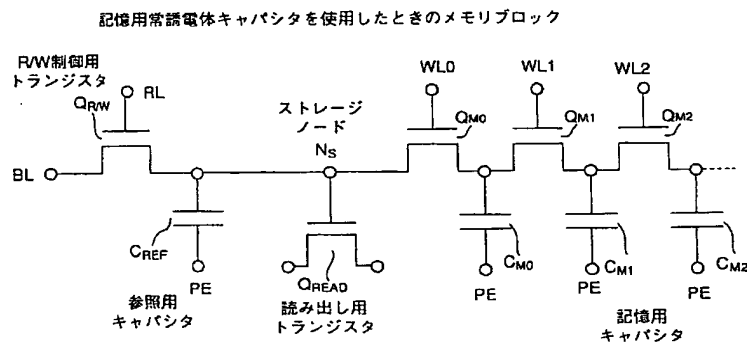 記憶用常誘電体キャパシタを使用したときのメモリブロック
R/W制御用
トランジスタ
QR/W
RL
BL
CREF
PE
参照用
キャパシタ
ストレージ
ノード
NS
QREAD
読み出し用
トランジスタ
WL0
WL1
WL2
QM0
QM1
QM2
CM0
CM1
CM2
PE
PE
PE
記憶用
キャパシタ